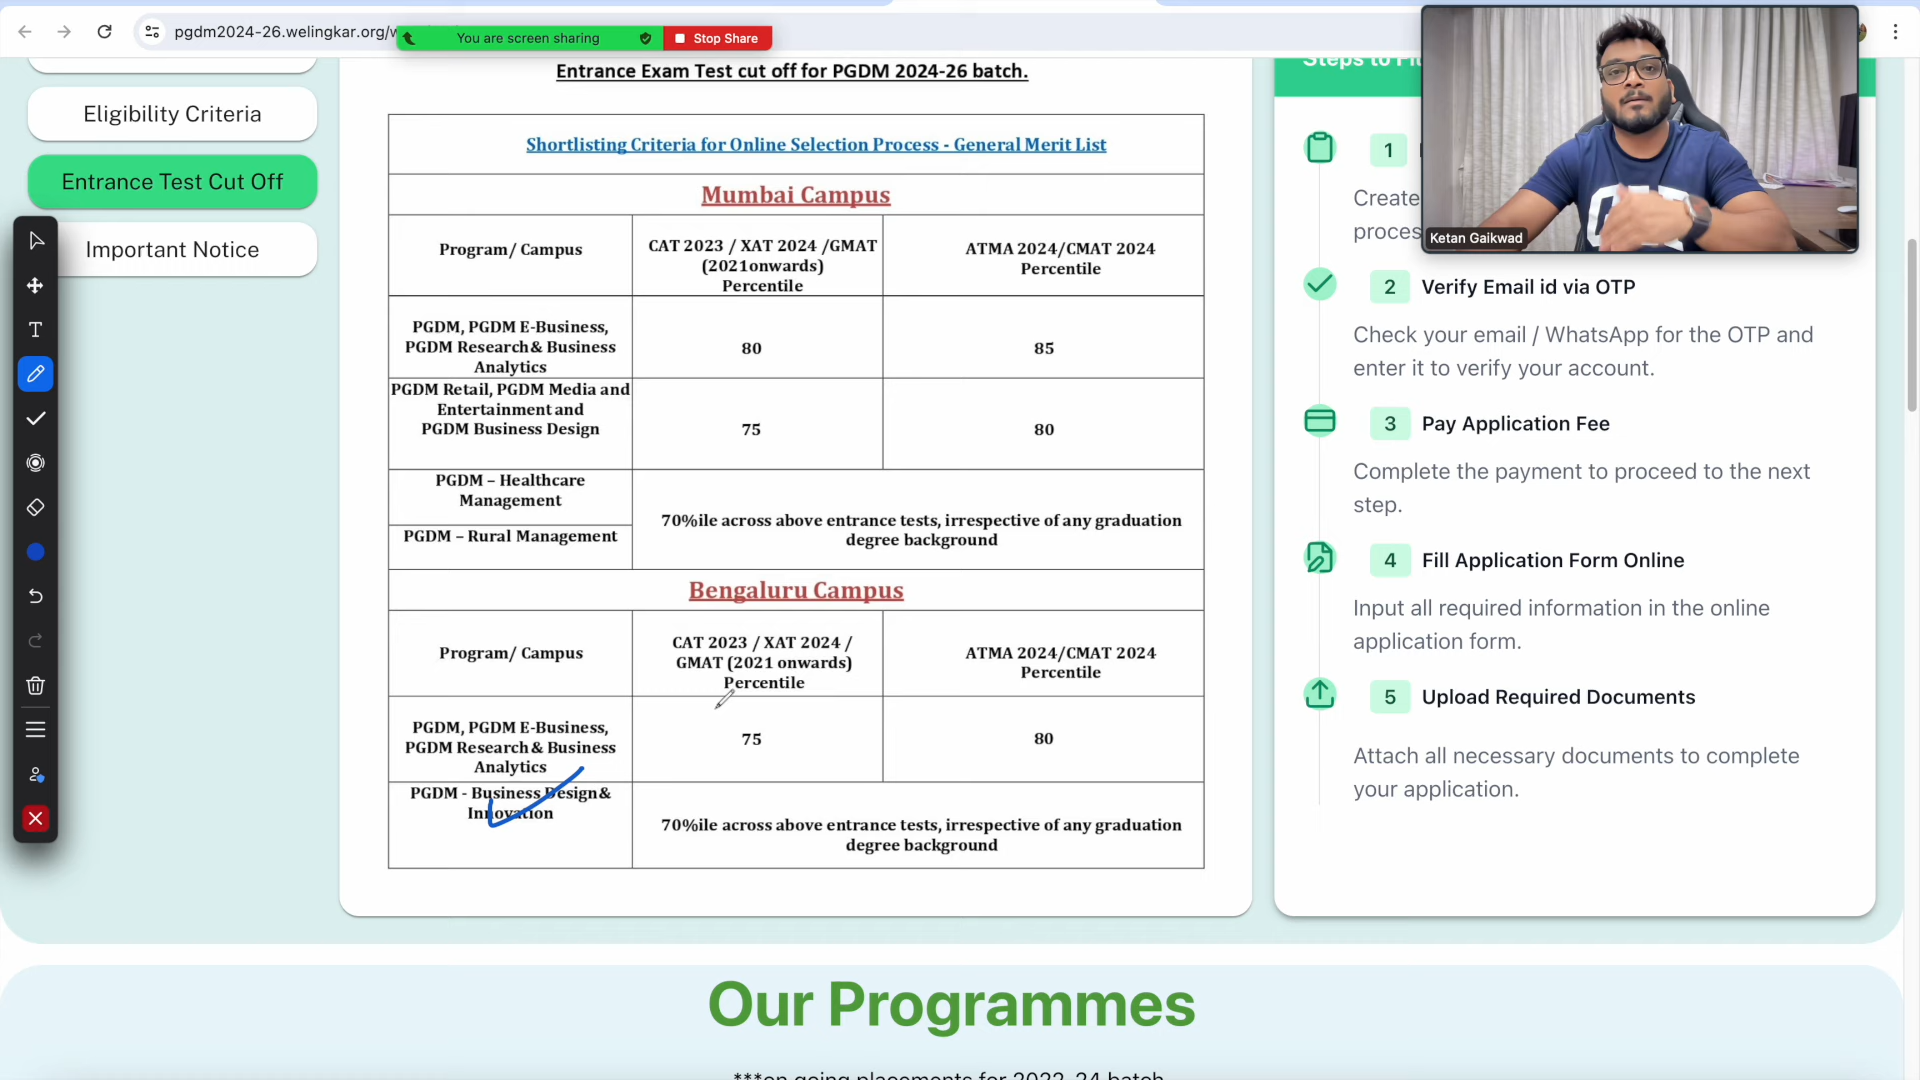 pgdm2024-26.welingkar.org/w
You are screen sharing
Stop Share
Eligibility Criteria
Entrance Test Cut Off
Important Notice
Entrance Exam Test cut off for PGDM 2024-26 batch.
Shortlisting Criteria for Online Selection Process - General Merit List
Mumbai Campus
Program/ Campus
CAT 2023 / XAT 2024 /GMAT
(2021onwards)
Percentile
ATMA 2024/CMAT 2024
Percentile
PGDM, PGDM E-Business,
PGDM Research& Business
Analytics
80
85
PGDM Retail, PGDM Media and
Entertainment and
PGDM Business Design
75
80
PGDM – Healthcare
Management
PGDM – Rural Management
70%ile across above entrance tests, irrespective of any graduation
degree background
Bengaluru Campus
Program/ Campus
CAT 2023 / XAT 2024 /
GMAT (2021 onwards)
Percentile
ATMA 2024/CMAT 2024
Percentile
PGDM, PGDM E-Business,
PGDM Research& Business
Analytics
75
80
PGDM - Business Design&
Innovation
70%ile across above entrance tests, irrespective of any graduation
degree background
Steps to
1
Create
proces
Ketan Gaikwad
2 Verify Email id via OTP
Check your email / WhatsApp for the OTP and
enter it to verify your account.
3 Pay Application Fee
Complete the payment to proceed to the next
step.
4 Fill Application Form Online
Input all required information in the online
application form.
5 Upload Required Documents
Attach all necessary documents to complete
your application.
Our Programmes
***on going placements for 2022-24 batch